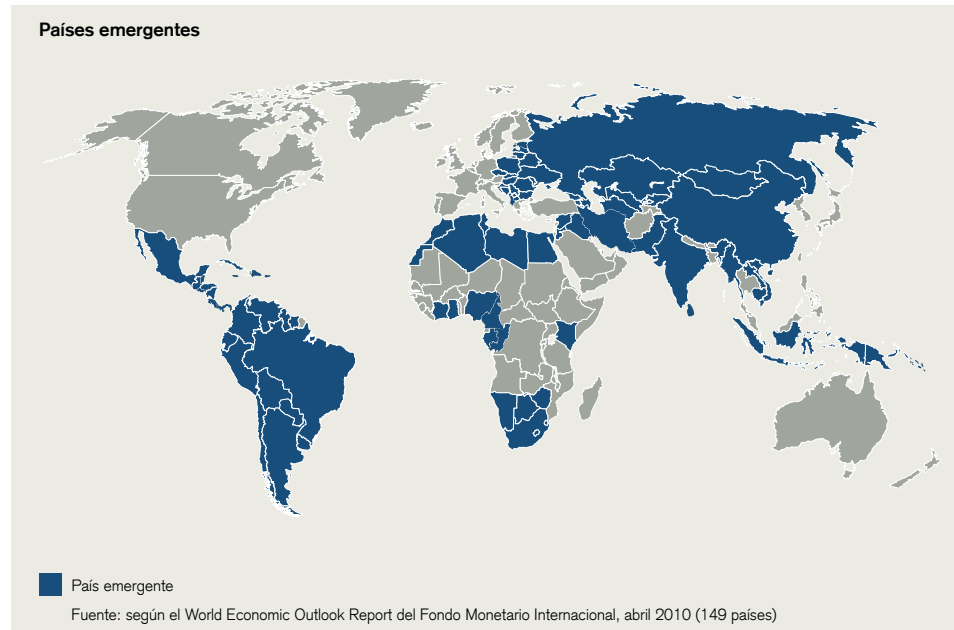 Países emergentes
País emergente
Fuente: según el World Economic Outlook Report del Fondo Monetario Internacional, abril 2010 (149 países)